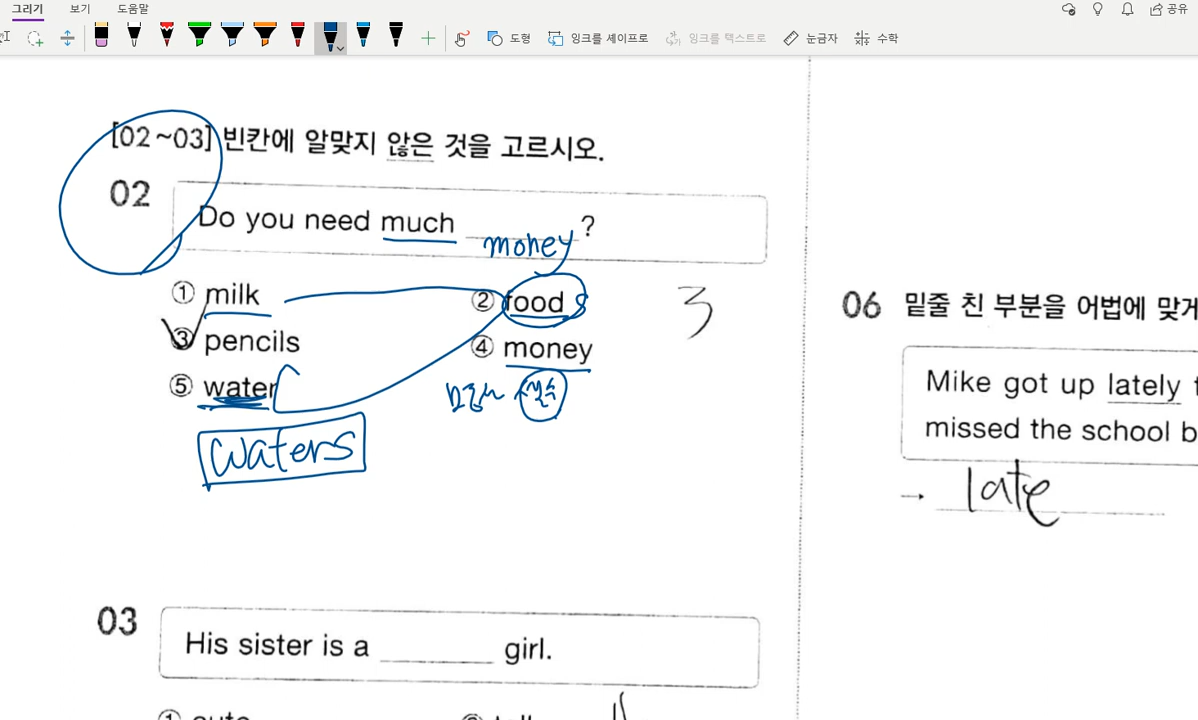 그리기 보기 도움말 공유
도형 잉크를 셰이프로 잉크를 텍스트로 눈금자 수학
[02~03] 빈칸에 알맞지 않은 것을 고르시오.
02
Do you need much ________?
money
① milk ② foods
③ pencils ④ money
⑤ water
waters
3
03
His sister is a ________ girl.
06 밑줄 친 부분을 어법에 맞게
Mike got up lately
missed the school b
→ late